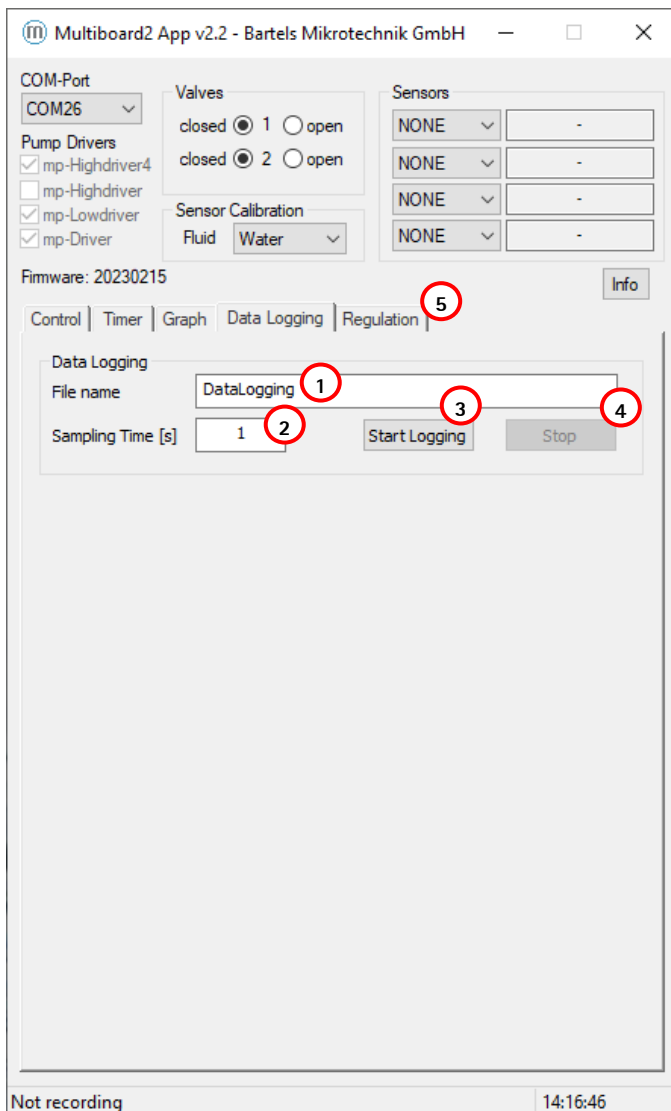 Multiboard2 App v2.2 - Bartels Mikrotechnik GmbH
COM-Port
COM26
Pump Drivers
mp-Highdriver4
mp-Highdriver
mp-Lowdriver
mp-Driver
Valves
closed 1 open
closed 2 open
Sensor Calibration
Fluid Water
Sensors
NONE -
NONE -
NONE -
NONE -
Firmware: 20230215
Info
Control Timer Graph Data Logging Regulation 5
Data Logging
File name DataLogging 1
Sampling Time [s] 1 2 Start Logging 3 Stop 4
Not recording 14:16:46